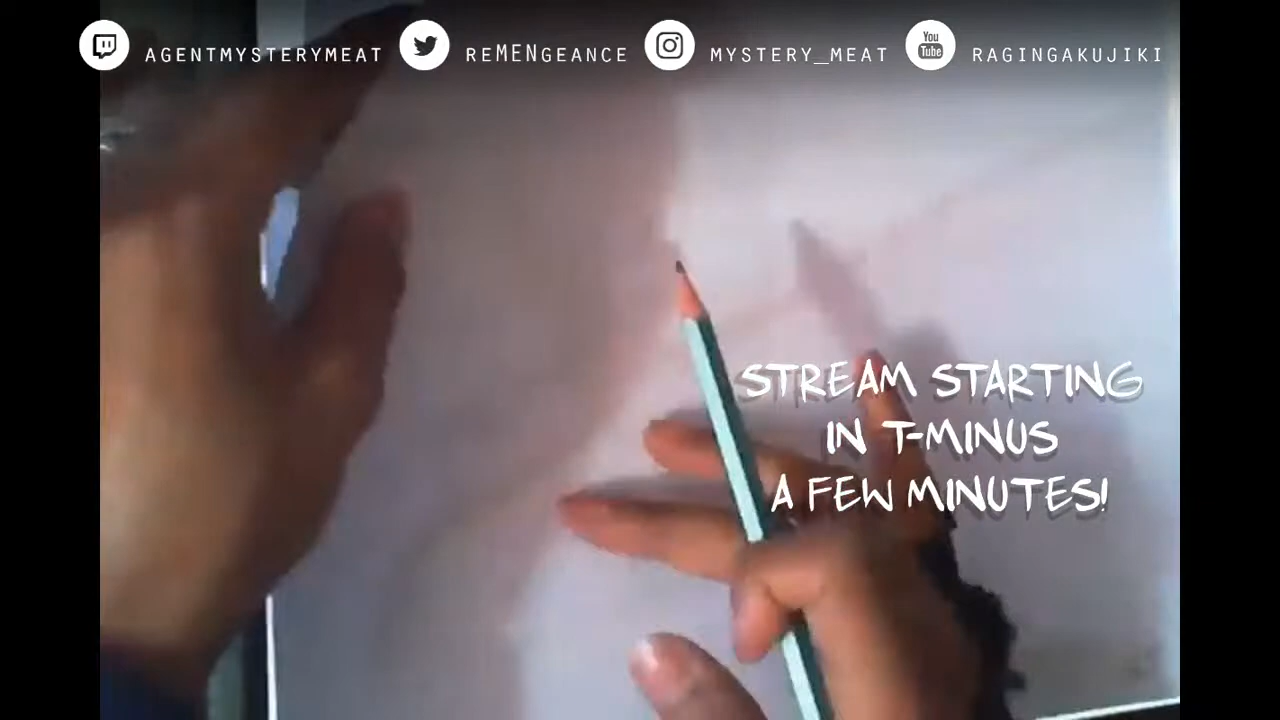 AGENTMYSTERYMEAT reMENgeance MYSTERY_MEAT You Tube RAGINGAKUJIKI
STREAM STARTING
IN T-MINUS
A FEW MINUTES!